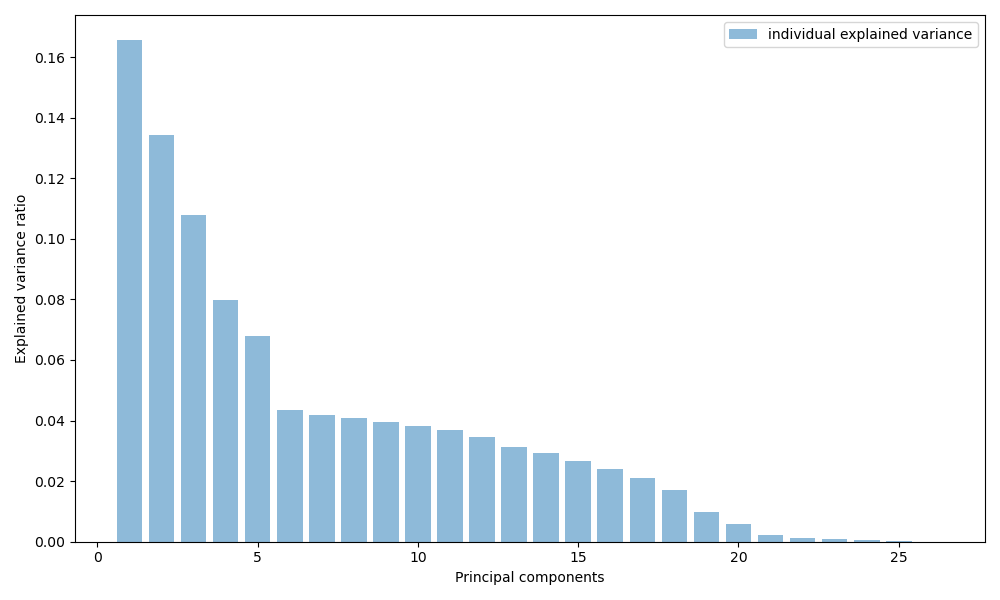 individual explained variance
0.16
0.14
0.12
0.10
0.08
0.06
0.04
0.02
0.00
Explained variance ratio
0 5 10 15 20 25
Principal components